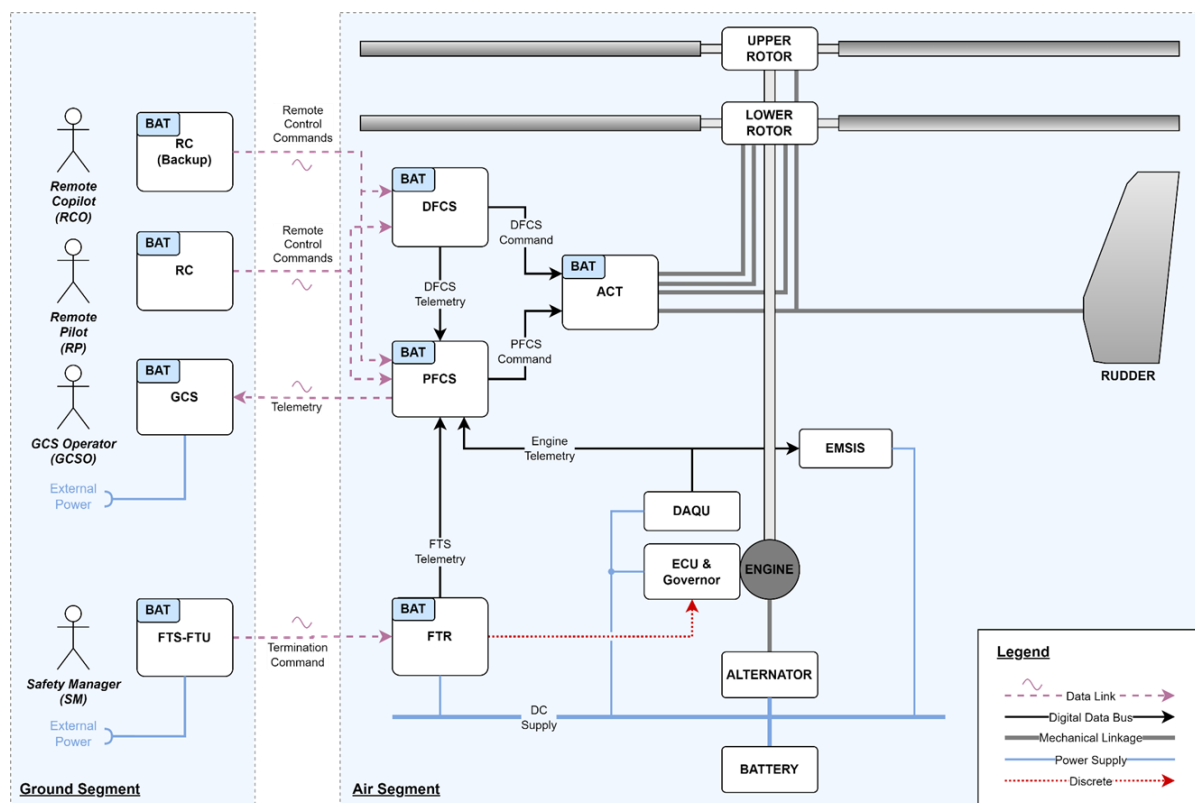 UPPER
ROTOR
LOWER
ROTOR
Remote
Copilot
(RCO)
BAT
RC
(Backup)
Remote
Control
Commands
BAT
DFCS
DFCS
Command
Remote
Pilot
(RP)
BAT
RC
Remote
Control
Commands
DFCS
Telemetry
BAT
ACT
BAT
PFCS
PFCS
Command
RUDDER
GCS Operator
(GCSO)
BAT
GCS
Telemetry
External
Power
Engine
Telemetry
EMSIS
DAQU
FTS
Telemetry
ECU &
Governor
ENGINE
Safety Manager
(SM)
BAT
FTS-FTU
Termination
Command
BAT
FTR
ALTERNATOR
External
Power
DC
Supply
BATTERY
Ground Segment
Air Segment
Legend
Data Link
Digital Data Bus
Mechanical Linkage
Power Supply
Discrete